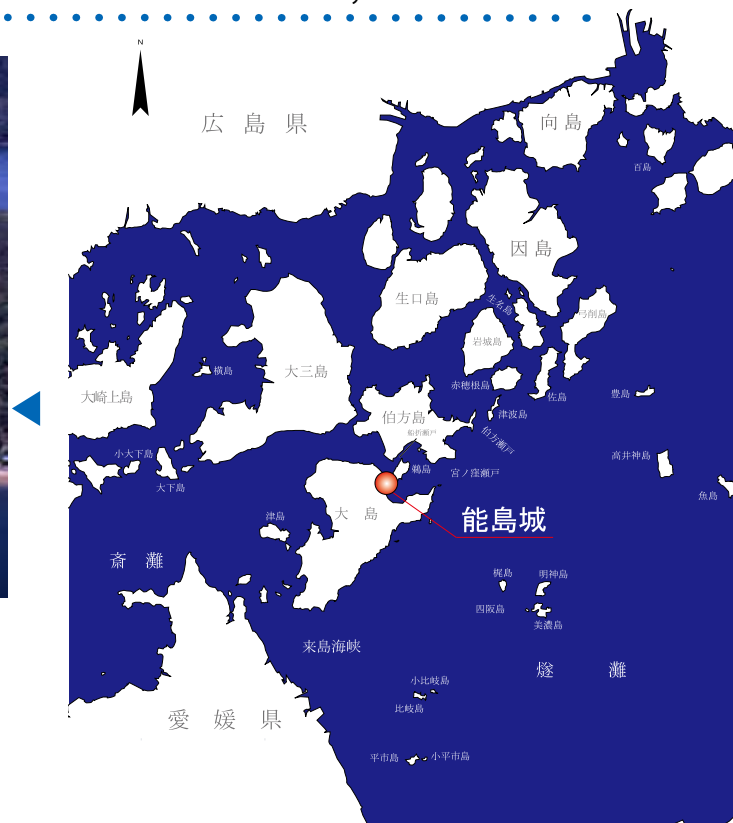 N
広島県
向島
百島
因島
生口島
生名島
弓削島
岩城島
横島
大三島
赤穂根島
佐島
豊島
大崎上島
伯方島
津波島
船折瀬戸
伯方瀬戸
小大下島
大下島
鵜島
宮ノ窪瀬戸
高井神島
魚島
津島
大島
能島城
斎灘
梶島
明神島
四阪島
美濃島
来島海峡
燧灘
小比岐島
比岐島
愛媛県
平市島
小平市島